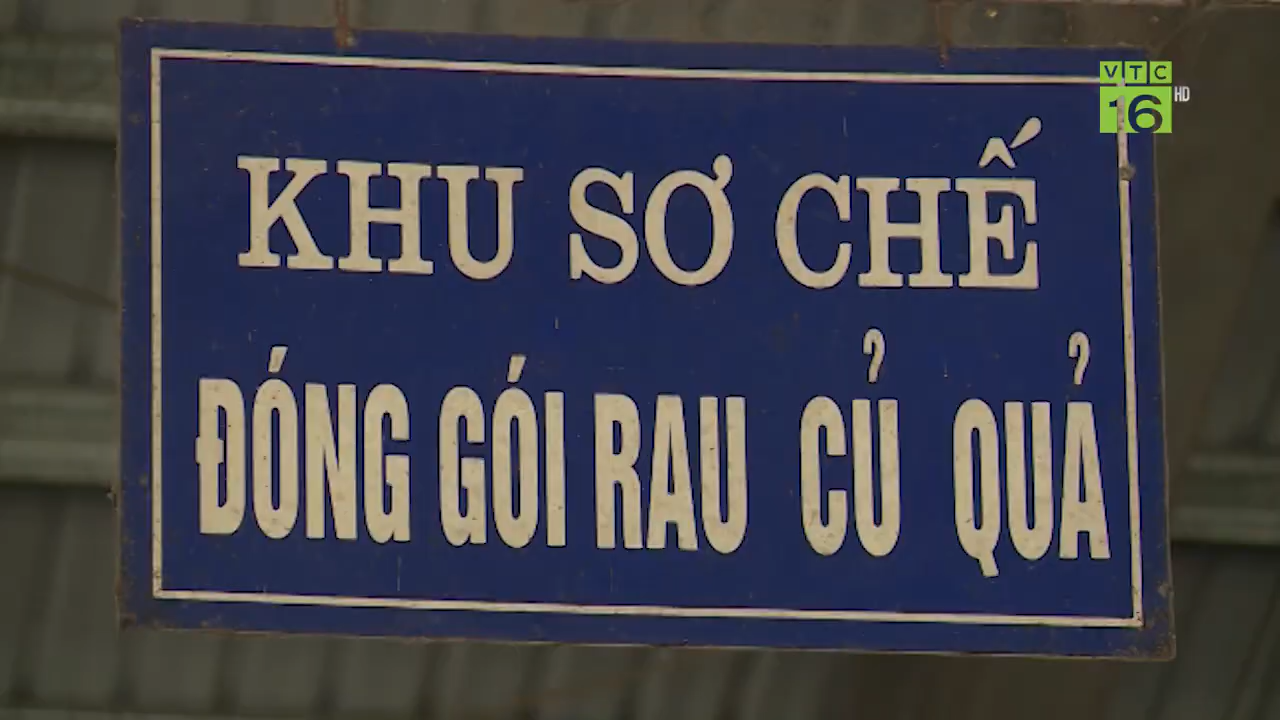 VTC
16 HD
KHU SƠ CHẾ
ĐÓNG GÓI RAU CỦ QUẢ